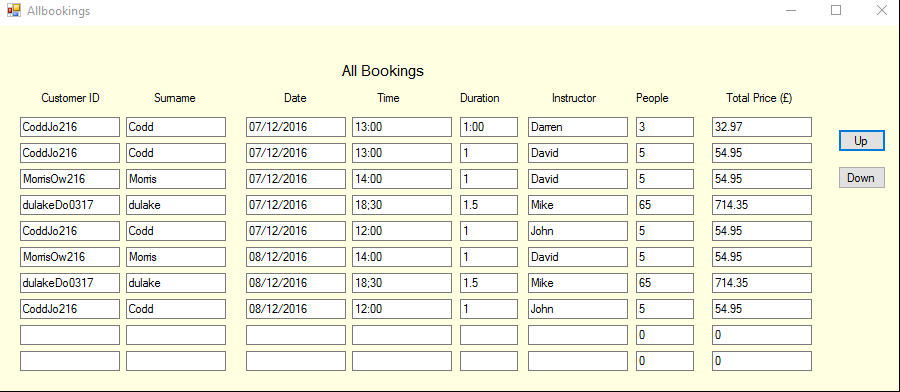 Allbookings
All Bookings
Customer ID Surname Date Time Duration Instructor People Total Price (£)
CoddJo216 Codd 07/12/2016 13:00 1:00 Darren 3 32.97
Up
CoddJo216 Codd 07/12/2016 13:00 1 David 5 54.95
MorrisOw216 Morris 07/12/2016 14:00 1 David 5 54.95
Down
dulakeDo0317 dulake 07/12/2016 18;30 1.5 Mike 65 714.35
CoddJo216 Codd 07/12/2016 12:00 1 John 5 54.95
MorrisOw216 Morris 08/12/2016 14:00 1 David 5 54.95
dulakeDo0317 dulake 08/12/2016 18;30 1.5 Mike 65 714.35
CoddJo216 Codd 08/12/2016 12:00 1 John 5 54.95
0 0
0 0